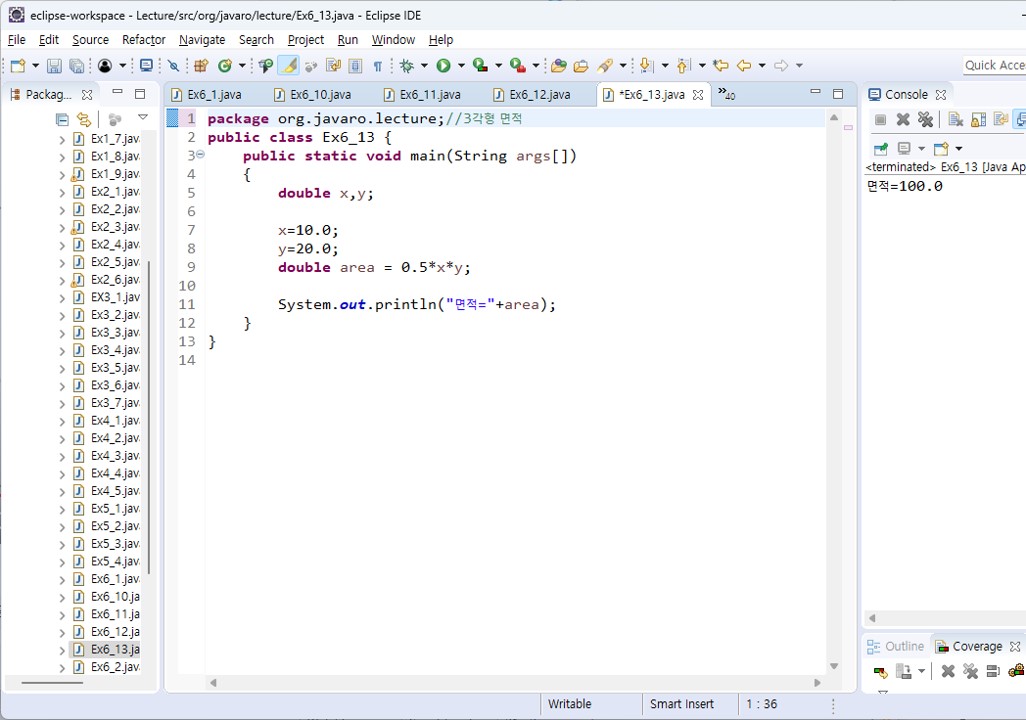 eclipse-workspace - Lecture/src/org/javaro/lecture/Ex6_13.java - Eclipse IDE
File Edit Source Refactor Navigate Search Project Run Window Help
Quick Acce
Packag...
Ex6_1.java Ex6_10.java Ex6_11.java Ex6_12.java *Ex6_13.java »40
Console
<terminated> Ex6_13 [Java Ap
면적=100.0
Ex1_7.jav
Ex1_8.jav
Ex1_9.jav
Ex2_1.jav
Ex2_2.jav
Ex2_3.jav
Ex2_4.jav
Ex2_5.jav
Ex2_6.jav
EX3_1.jav
Ex3_2.jav
Ex3_3.jav
Ex3_4.jav
Ex3_5.jav
Ex3_6.jav
Ex3_7.jav
Ex4_1.jav
Ex4_2.jav
Ex4_3.jav
Ex4_4.jav
Ex4_5.jav
Ex5_1.jav
Ex5_2.jav
Ex5_3.jav
Ex5_4.jav
Ex6_1.jav
Ex6_10.ja
Ex6_11.ja
Ex6_12.ja
Ex6_13.ja
Ex6_2.jav
1 package org.javaro.lecture;//3각형 면적
2 public class Ex6_13 {
3 public static void main(String args[])
4 {
5 double x,y;
6
7 x=10.0;
8 y=20.0;
9 double area = 0.5*x*y;
10
11 System.out.println("면적="+area);
12 }
13 }
14
Outline Coverage
Writable Smart Insert 1 : 36